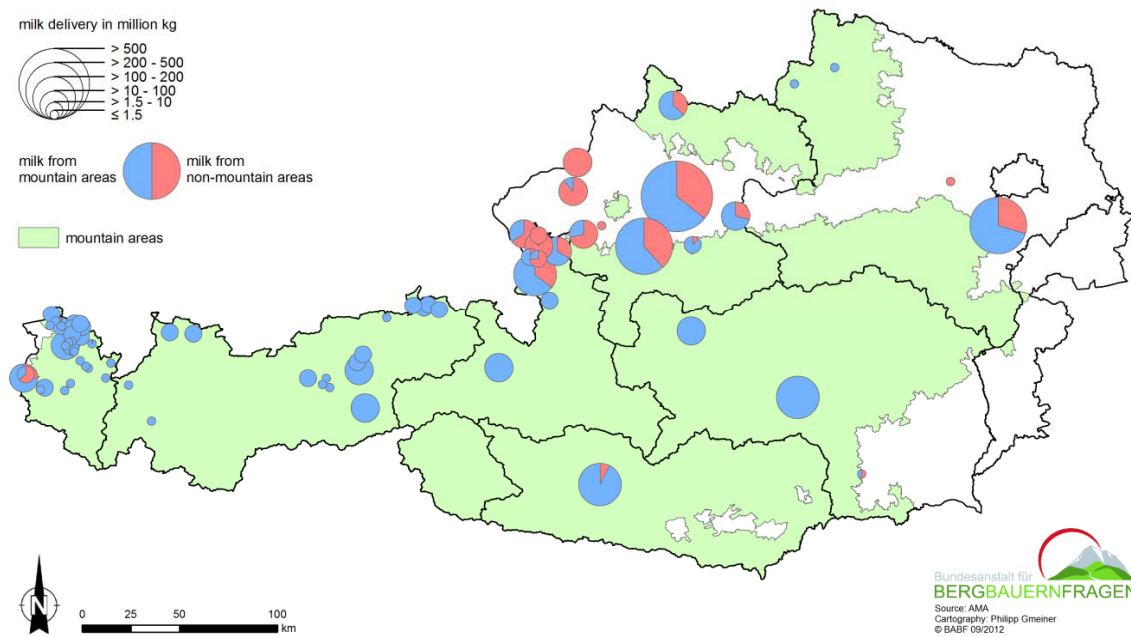 milk delivery in million kg
> 500
> 200 - 500
> 100 - 200
> 10 - 100
> 1.5 - 10
≤ 1.5
milk from
mountain areas
milk from
non-mountain areas
mountain areas
N
0 25 50 100
km
Bundesanstalt für
BERGBAUERNFRAGEN
Source: AMA
Cartography: Philipp Gmeiner
© BABF 09/2012